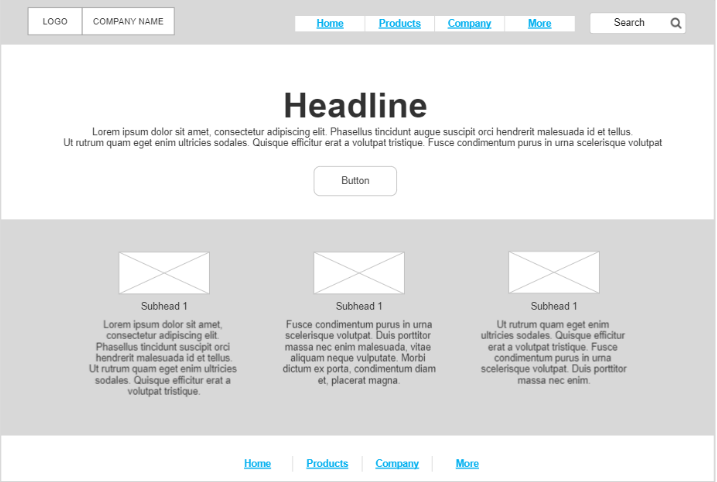 LOGO
COMPANY NAME
Home
Products
Company
More
Search
Headline
Lorem ipsum dolor sit amet, consectetur adipiscing elit. Phasellus tincidunt augue suscipit orci hendrerit malesuada id et tellus.
Ut rutrum quam eget enim ultricies sodales. Quisque efficitur erat a volutpat tristique. Fusce condimentum purus in urna scelerisque volutpat
Button
Subhead 1
Lorem ipsum dolor sit amet,
consectetur adipiscing elit.
Phasellus tincidunt suscipit orci
hendrerit malesuada id et tellus.
Ut rutrum quam eget enim ultricies
sodales. Quisque efficitur erat a
volutpat tristique.
Subhead 1
Fusce condimentum purus in urna
scelerisque volutpat. Duis porttitor
massa nec enim malesuada, vitae
aliquam neque vulputate. Morbi
dictum ex porta, condimentum diam
et, placerat magna.
Subhead 1
Ut rutrum quam eget enim
ultricies sodales. Quisque efficitur
erat a volutpat tristique. Fusce
condimentum purus in urna
scelerisque volutpat. Duis porttitor
massa nec enim.
Home
Products
Company
More